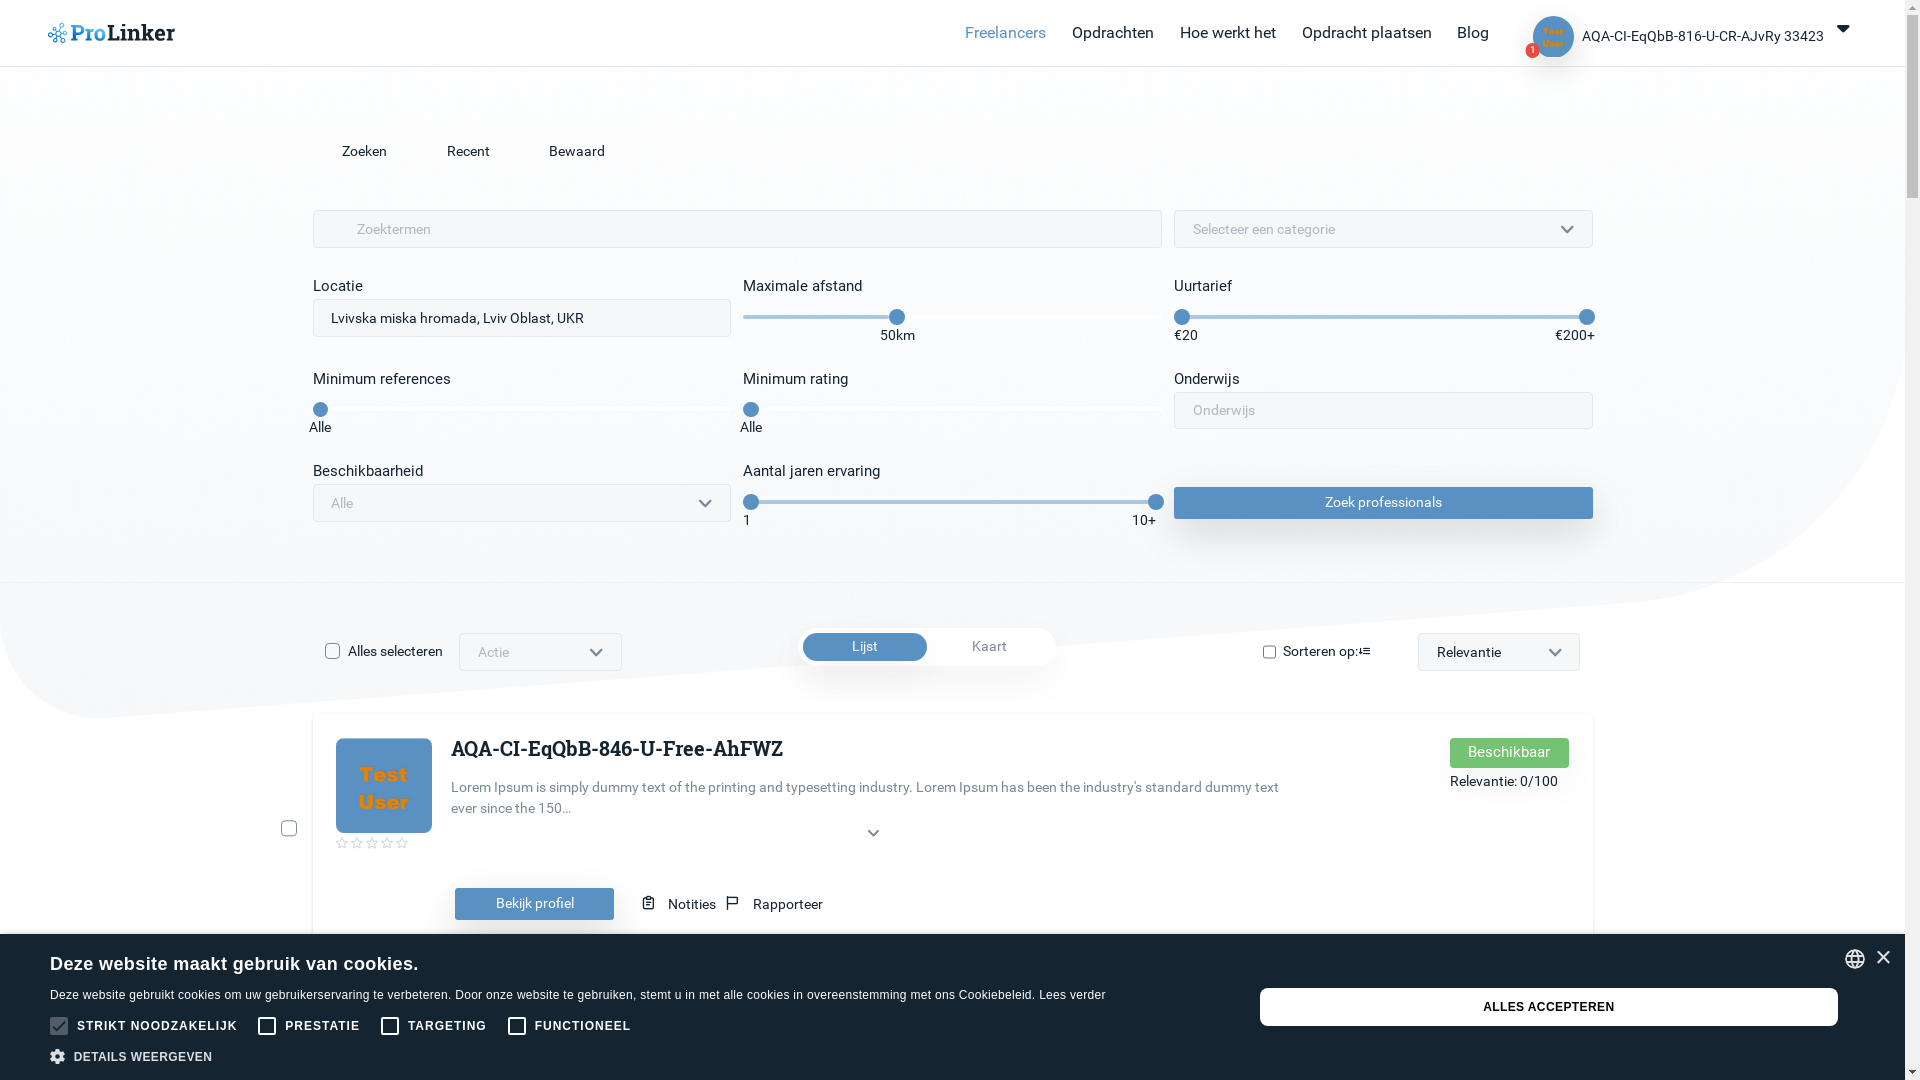 ProLinker
Freelancers
Opdrachten
Hoe werkt het
Opdracht plaatsen
Blog
Test
User
1
AQA-CI-EqQbB-816-U-CR-AJvRy 33423
Zoeken
Recent
Bewaard
Zoektermen
Selecteer een categorie
Locatie
Maximale afstand
Uurtarief
Lvivska miska hromada, Lviv Oblast, UKR
50km
€20
€200+
Minimum references
Minimum rating
Onderwijs
Alle
Alle
Onderwijs
Beschikbaarheid
Aantal jaren ervaring
Alle
1
10+
Zoek professionals
Alles selecteren
Actie
Lijst
Kaart
Sorteren op:
Relevantie
Test
User
AQA-CI-EqQbB-846-U-Free-AhFWZ
Lorem Ipsum is simply dummy text of the printing and typesetting industry. Lorem Ipsum has been the industry's standard dummy text
ever since the 150...
Beschikbaar
Relevantie: 0/100
Bekijk profiel
Notities
Rapporteer
Deze website maakt gebruik van cookies.
Deze website gebruikt cookies om uw gebruikerservaring te verbeteren. Door onze website te gebruiken, stemt u in met alle cookies in overeenstemming met ons Cookiebeleid. Lees verder
STRIKT NOODZAKELIJK
PRESTATIE
TARGETING
FUNCTIONEEL
DETAILS WEERGEVEN
ALLES ACCEPTEREN